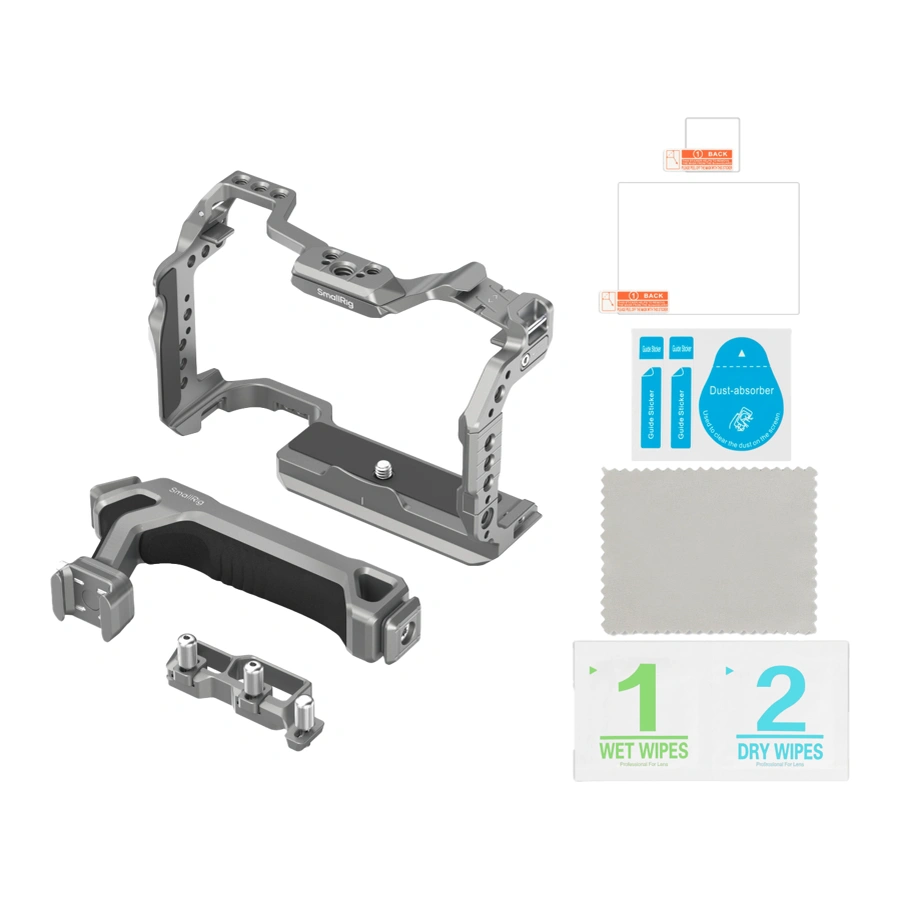 ① BACK
SmallRig
① BACK
Guide Sticker
Guide Sticker
Guide Sticker
Guide Sticker
Dust-absorber
Used to clear the dust on the screen
SmallRig
1
WET WIPES
Professional For Lens
2
DRY WIPES
Professional For Lens